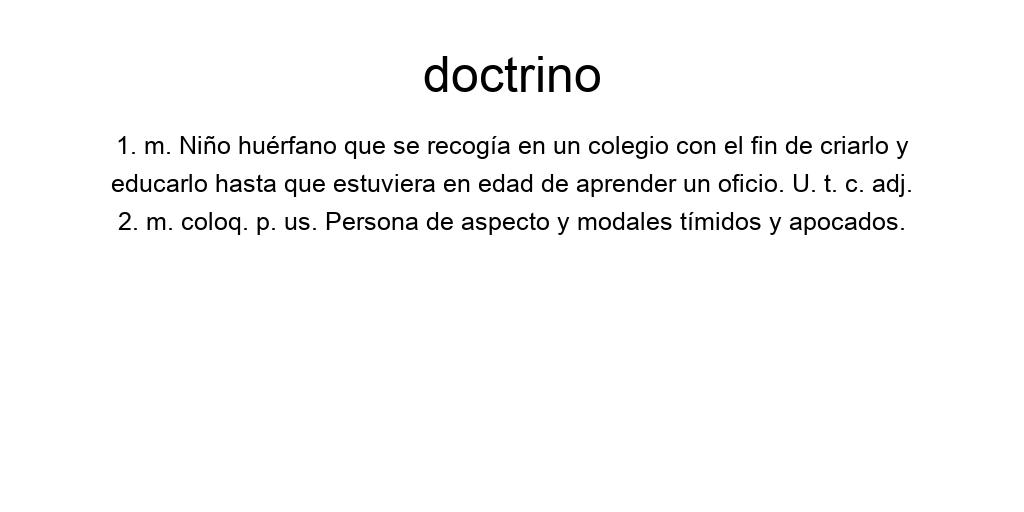 doctrino
1. m. Niño huérfano que se recogía en un colegio con el fin de criarlo y
educarlo hasta que estuviera en edad de aprender un oficio. U. t. c. adj.
2. m. coloq. p. us. Persona de aspecto y modales tímidos y apocados.